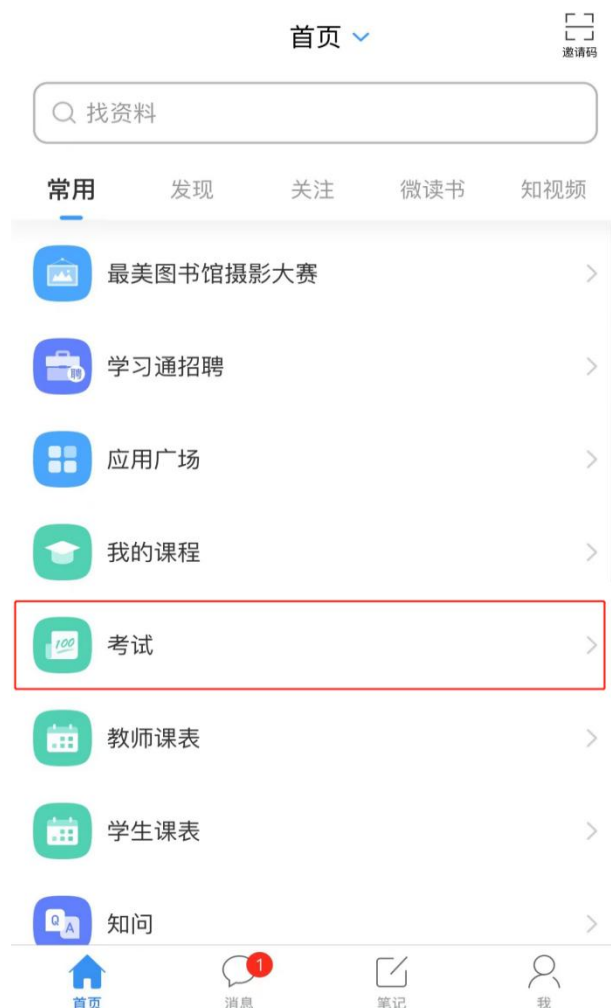 首页
邀请码
找资料
常用 发现 关注 微读书 知视频
最美图书馆摄影大赛
聘
学习通招聘
应用广场
我的课程
100
考试
教师课表
学生课表
Q A
知问
1
首页 消息 笔记 我